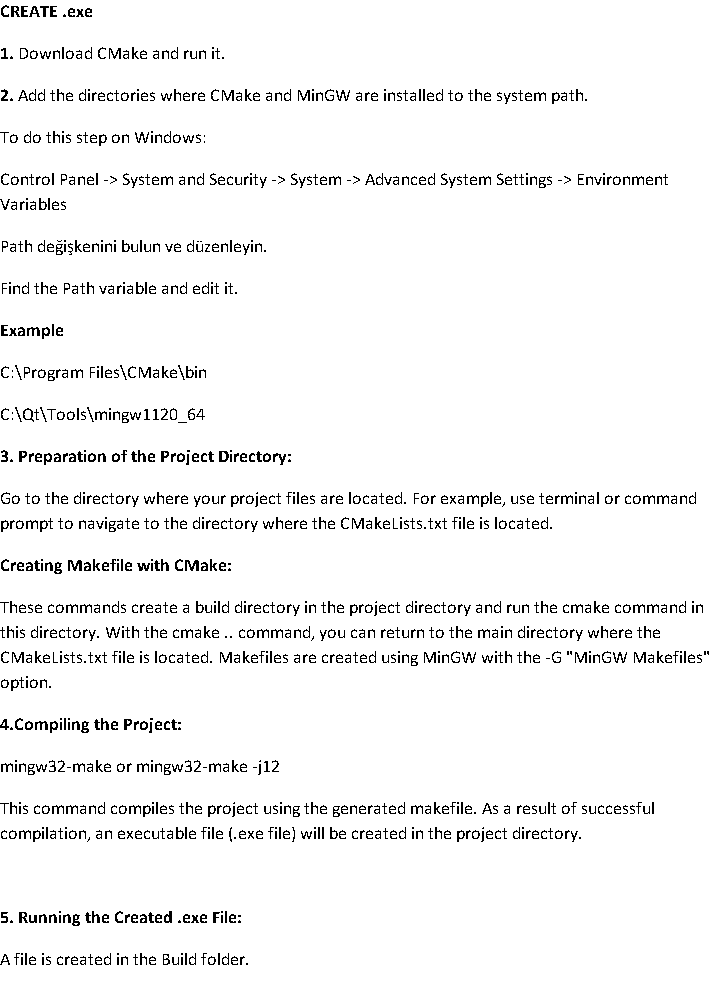 CREATE .exe
1. Download CMake and run it.
2. Add the directories where CMake and MinGW are installed to the system path.
To do this step on Windows:
Control Panel -> System and Security -> System -> Advanced System Settings -> Environment
Variables
Path değişkenini bulun ve düzenleyin.
Find the Path variable and edit it.
Example
C:\Program Files\CMake\bin
C:\Qt\Tools\mingw1120_64
3. Preparation of the Project Directory:
Go to the directory where your project files are located. For example, use terminal or command
prompt to navigate to the directory where the CMakeLists.txt file is located.
Creating Makefile with CMake:
These commands create a build directory in the project directory and run the cmake command in
this directory. With the cmake .. command, you can return to the main directory where the
CMakeLists.txt file is located. Makefiles are created using MinGW with the -G "MinGW Makefiles"
option.
4.Compiling the Project:
mingw32-make or mingw32-make -j12
This command compiles the project using the generated makefile. As a result of successful
compilation, an executable file (.exe file) will be created in the project directory.
5. Running the Created .exe File:
A file is created in the Build folder.